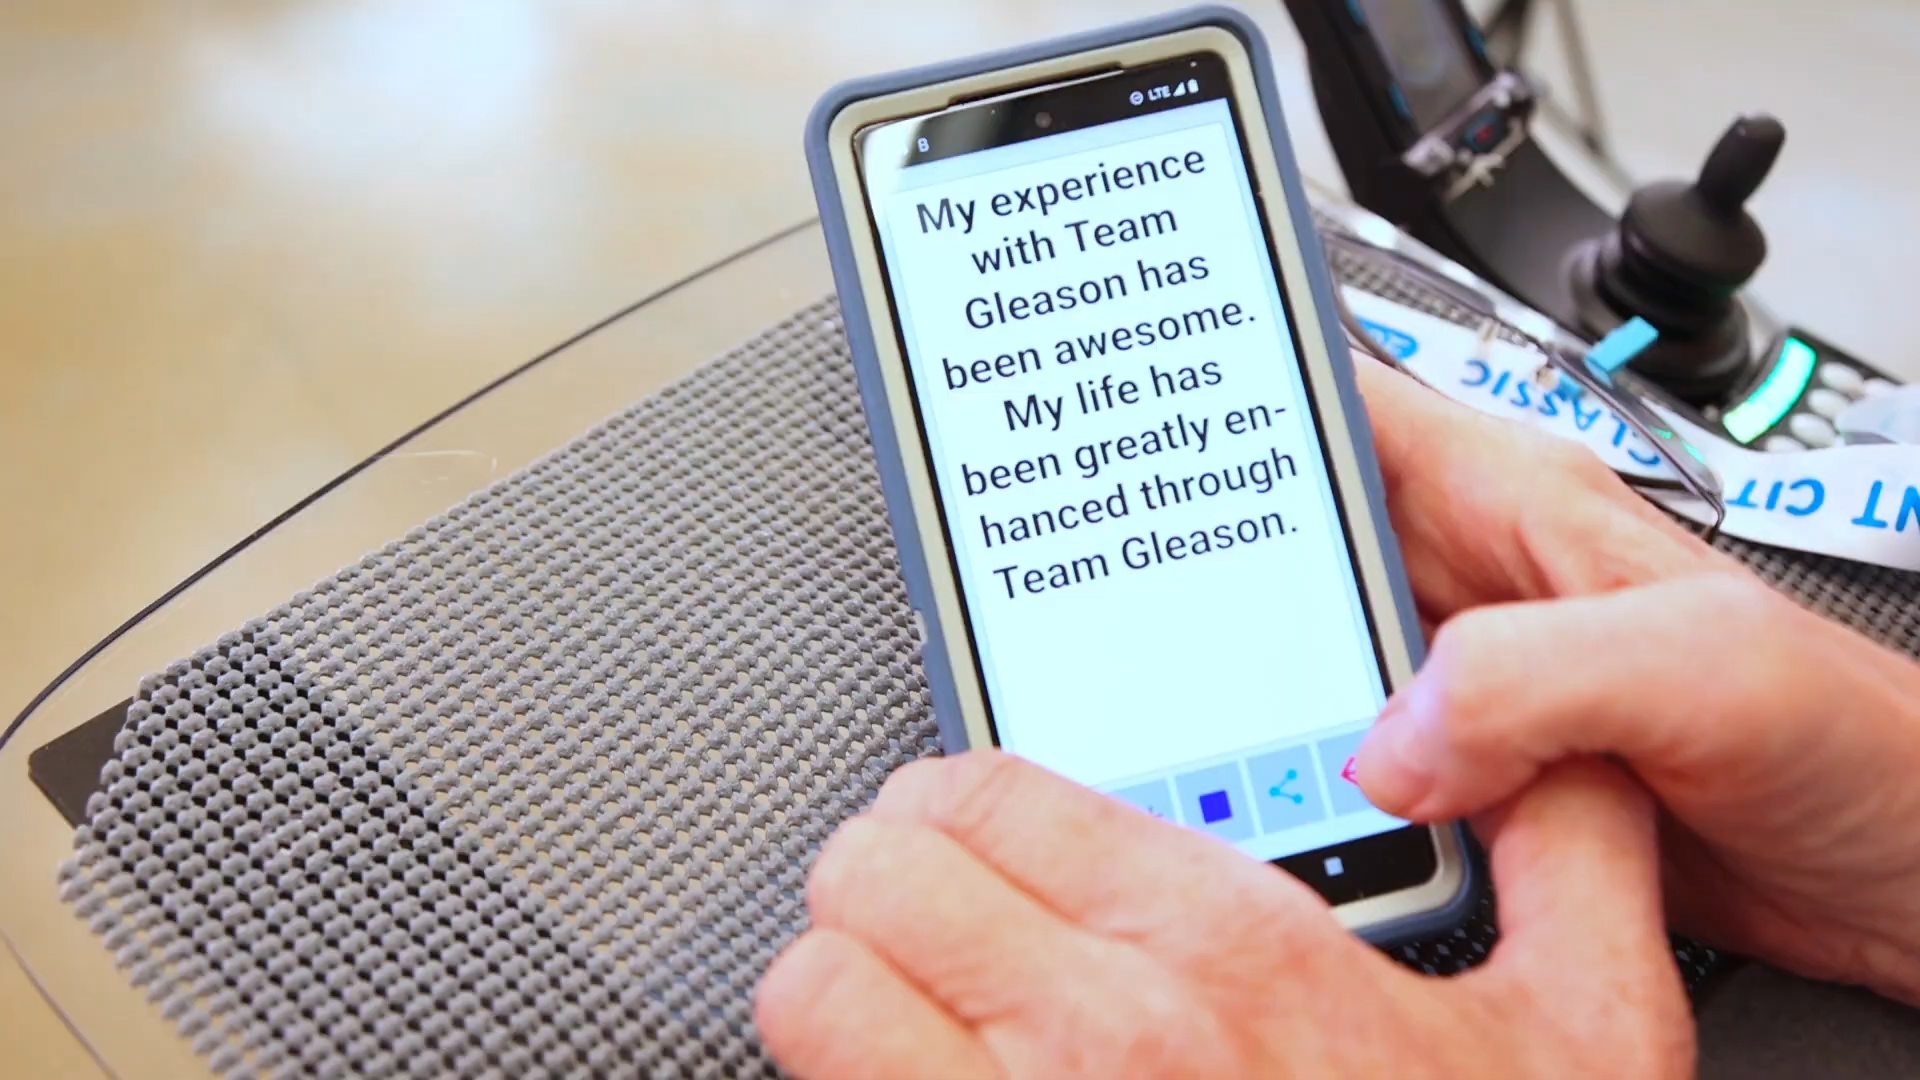 8
LTE
My experience
with Team
Gleason has
been awesome.
My life has
been greatly en-
hanced through
Team Gleason.
CLASSIC
NT CIT